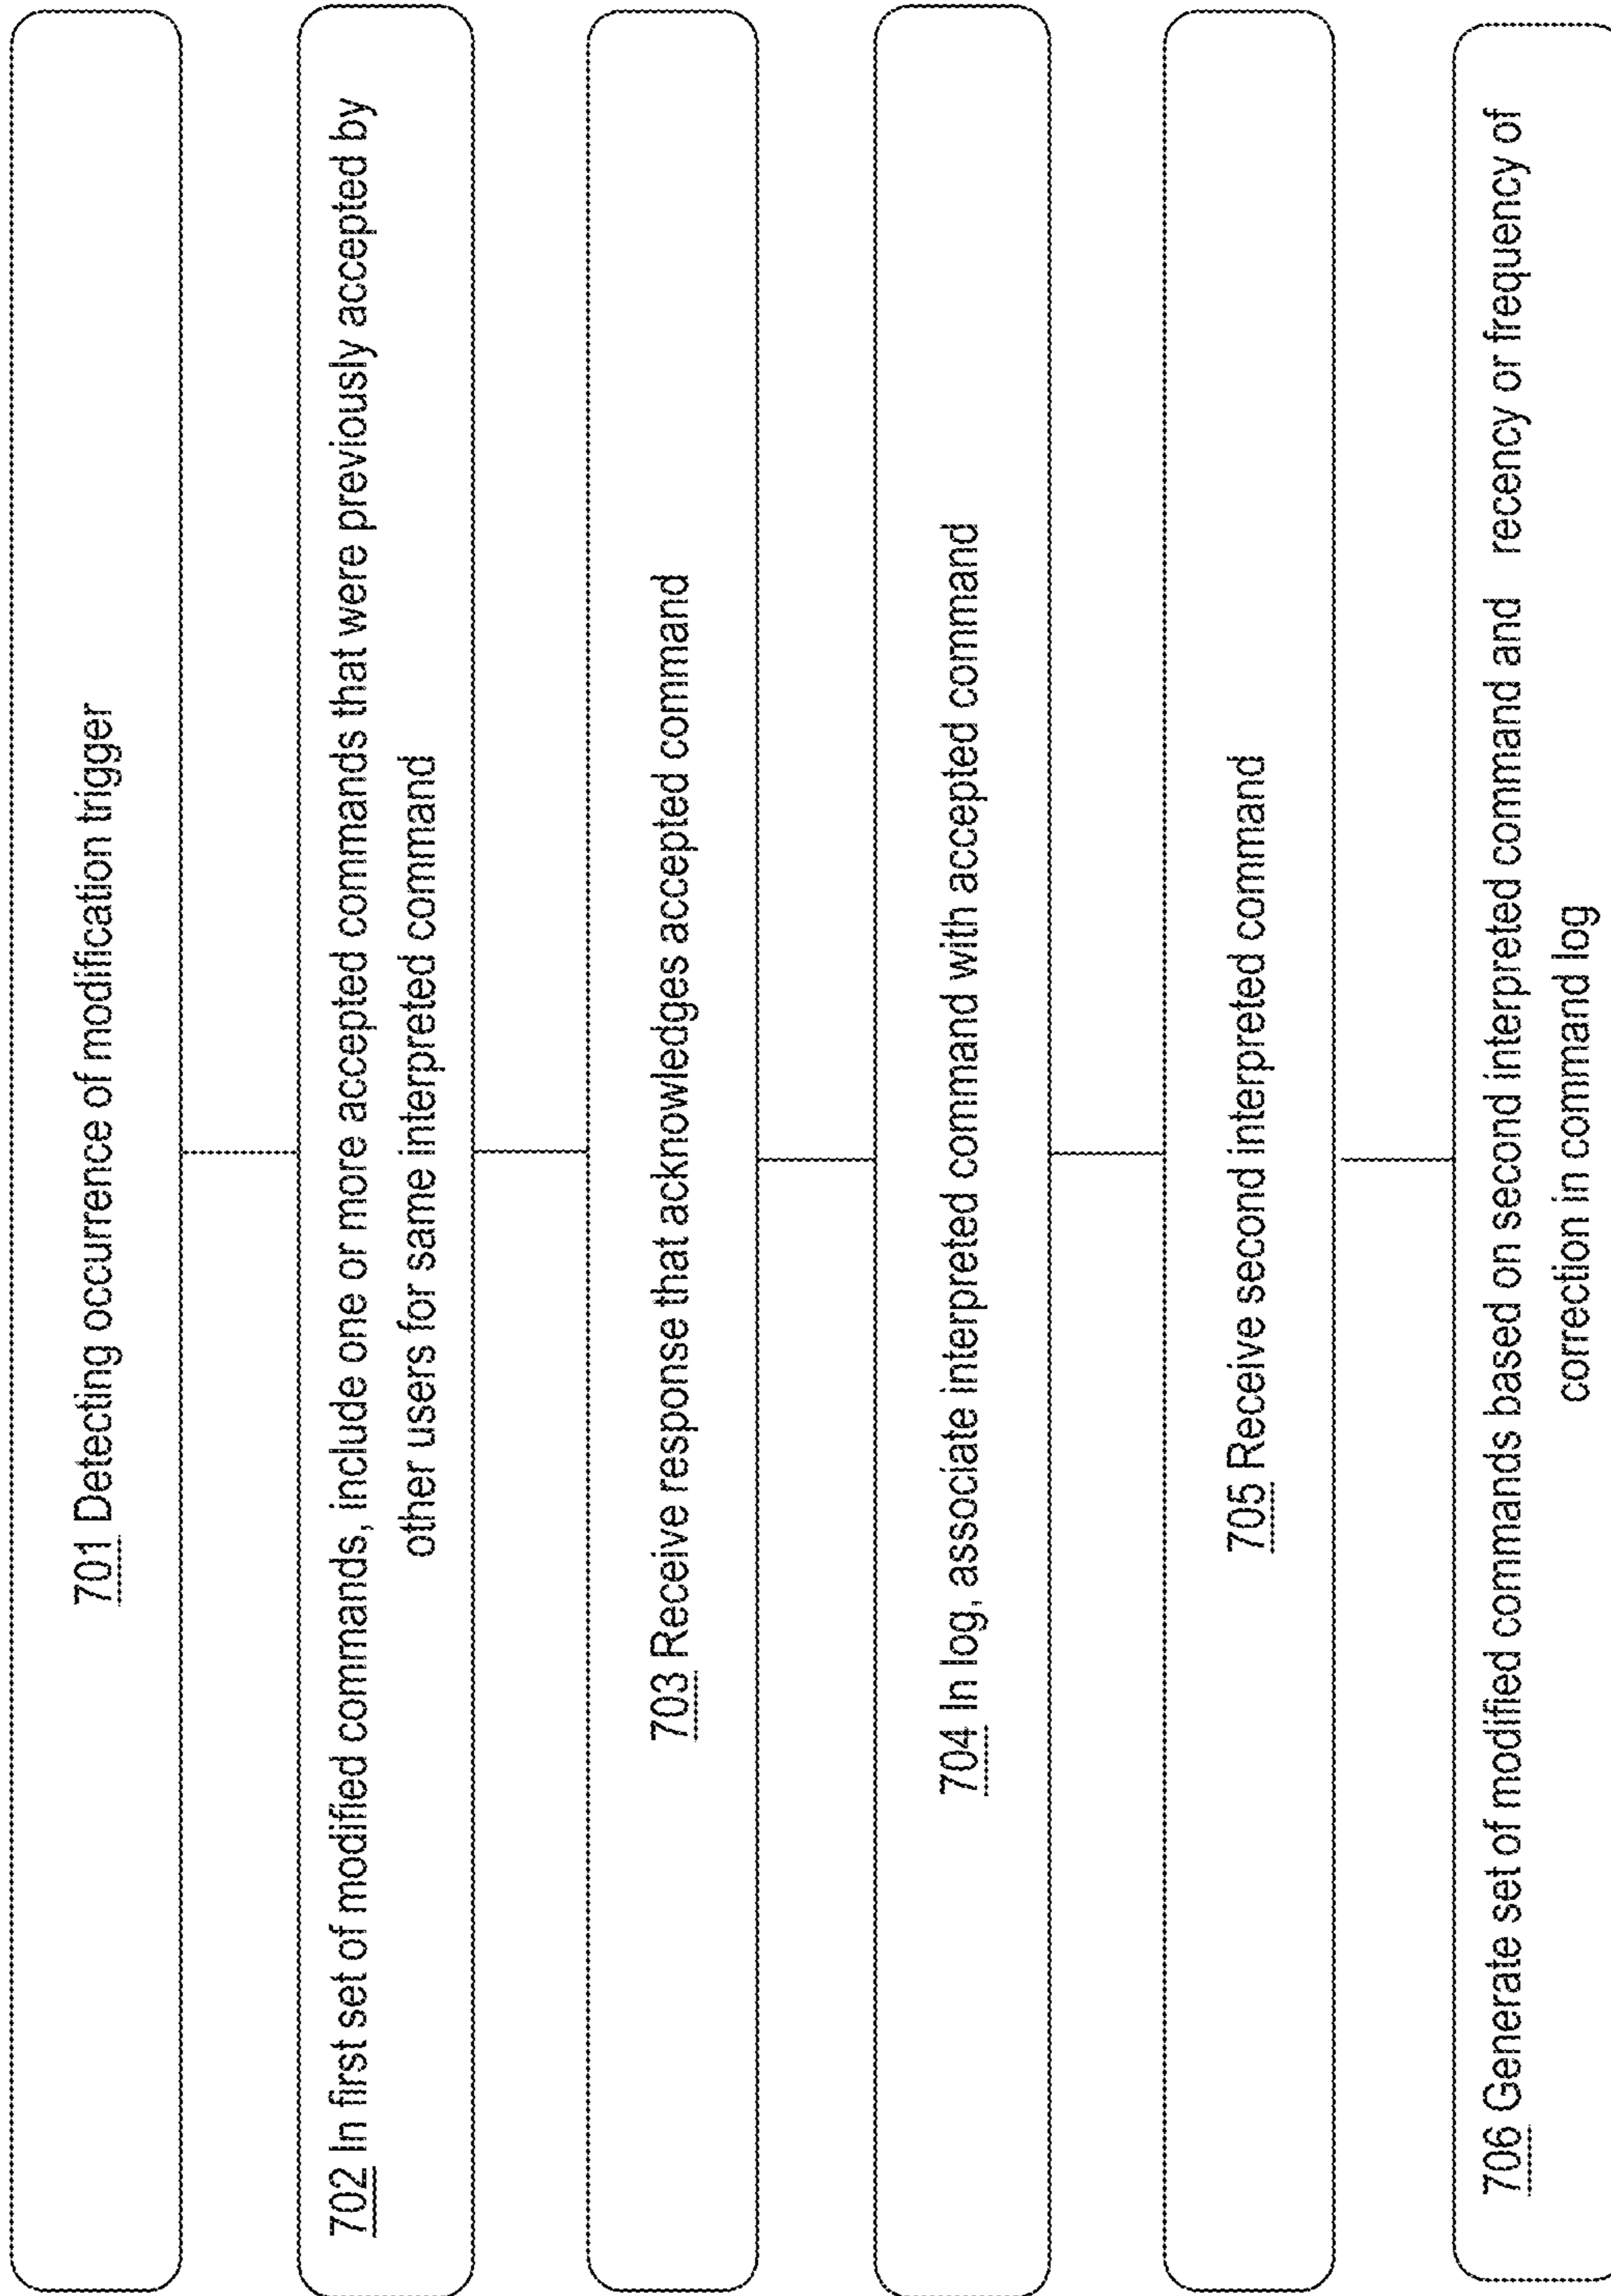 701 Detecting occurrence of modification trigger
702 In first set of modified commands, include one or more accepted commands that were previously accepted by
other users for same interpreted command
703 Receive response that acknowledges accepted command
704 In log, associate interpreted command with accepted command
705 Receive second interpreted command
706 Generate set of modified commands based on second interpreted command and recency or frequency of
correction in command log